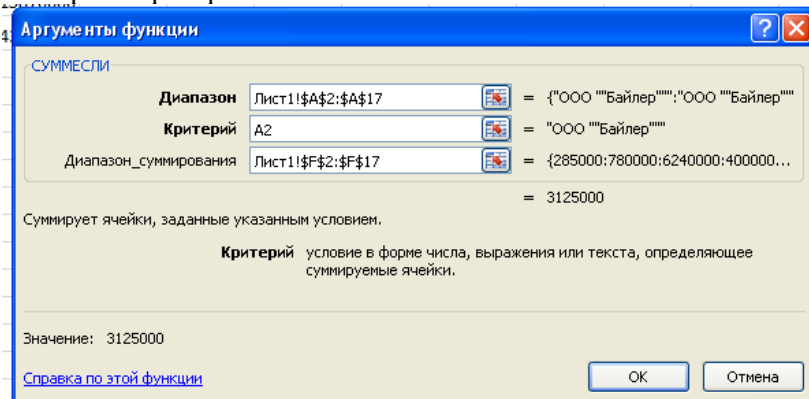 Аргументы функции
СУММЕСЛИ
Диапазон Лист1!$A$2:$A$17 = {"ООО ""Байлер""":"ООО ""Байлер"""
Критерий A2 = "ООО ""Байлер"""
Диапазон_суммирования Лист1!$F$2:$F$17 = {285000:780000:6240000:400000...
= 3125000
Суммирует ячейки, заданные указанным условием.
Критерий условие в форме числа, выражения или текста, определяющее
суммируемые ячейки.
Значение: 3125000
Справка по этой функции
ОК Отмена